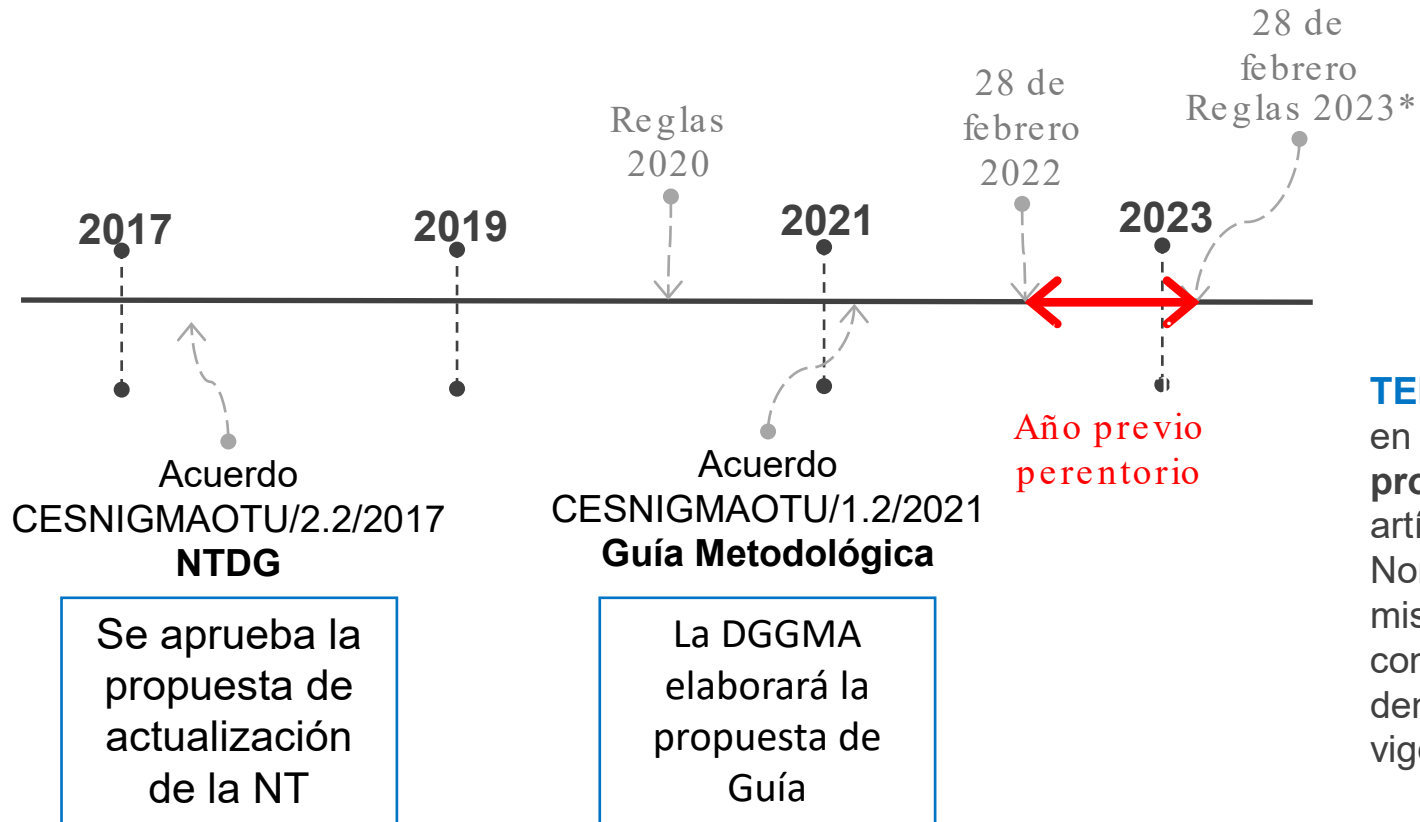 28 de
febrero
Reglas 2023*
28 de
febrero
2022
Reglas
2020
2017
2019
2021
2023
Año previo
perentorio
Acuerdo
CESNIGMAOTU/2.2/2017
NTDG
Se aprueba la
propuesta de
actualización
de la NT
Acuerdo
CESNIGMAOTU/1.2/2021
Guía Metodológica
La DGGMA
elaborará la
propuesta de
Guía
en